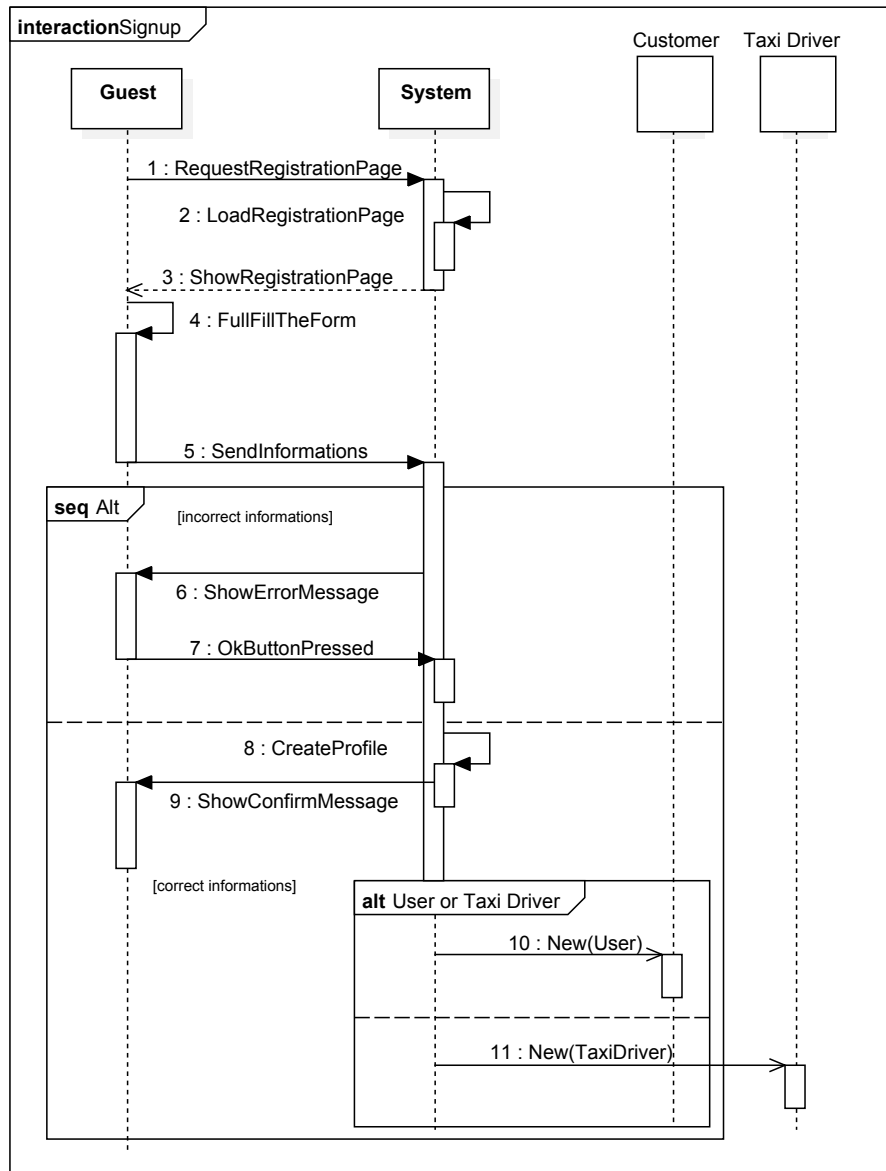 interactionSignup
Customer
Taxi Driver
Guest
System
1 : RequestRegistrationPage
2 : LoadRegistrationPage
3 : ShowRegistrationPage
4 : FullFillTheForm
5 : SendInformations
seq Alt
[incorrect informations]
6 : ShowErrorMessage
7 : OkButtonPressed
8 : CreateProfile
9 : ShowConfirmMessage
[correct informations]
alt User or Taxi Driver
10 : New(User)
11 : New(TaxiDriver)